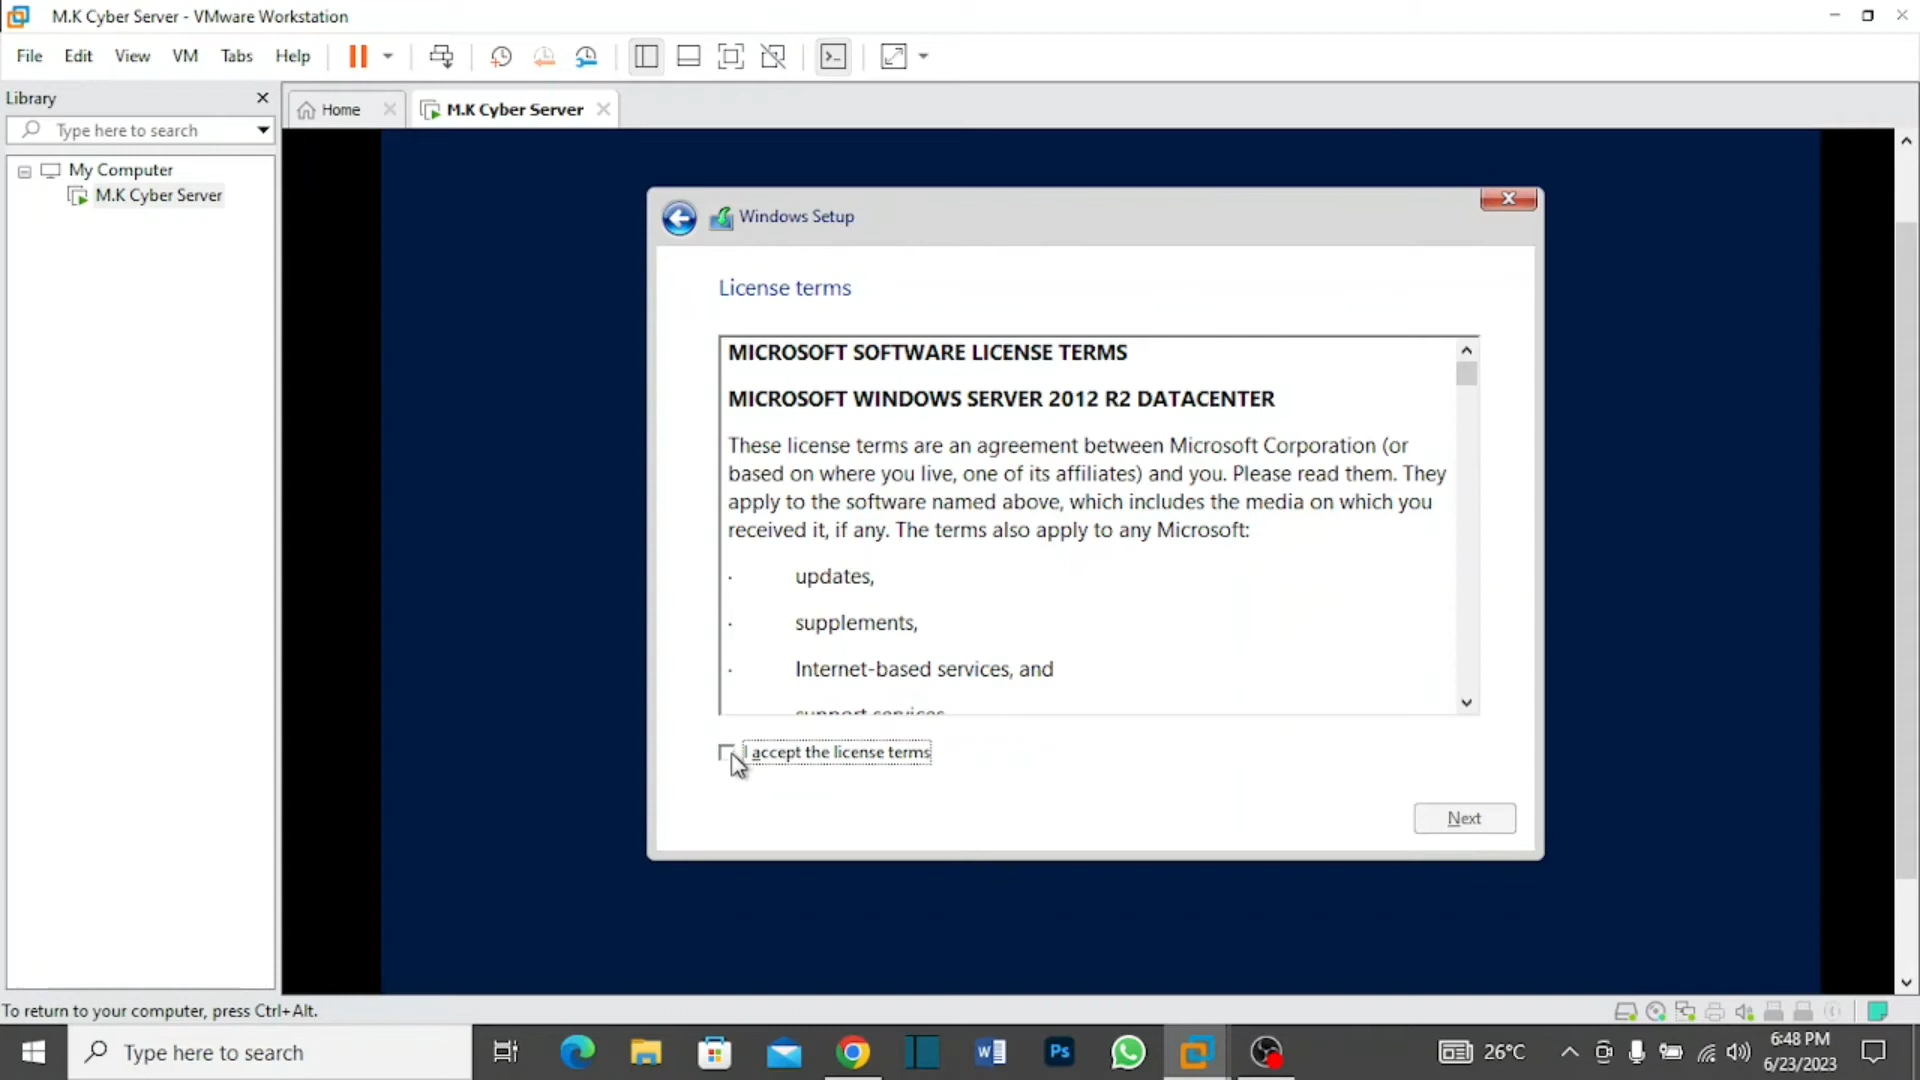 M.K Cyber Server - VMware Workstation
File Edit View VM Tabs Help
Library
Home
M.K Cyber Server
Type here to search
My Computer
M.K Cyber Server
Windows Setup
License terms
MICROSOFT SOFTWARE LICENSE TERMS
MICROSOFT WINDOWS SERVER 2012 R2 DATACENTER
These license terms are an agreement between Microsoft Corporation (or
based on where you live, one of its affiliates) and you. Please read them. They
apply to the software named above, which includes the media on which you
received it, if any. The terms also apply to any Microsoft:
· updates,
· supplements,
· Internet-based services, and
support services
I accept the license terms
Next
To return to your computer, press Ctrl+Alt.
Type here to search
W
Ps
26°C
6:48 PM
6/23/2023